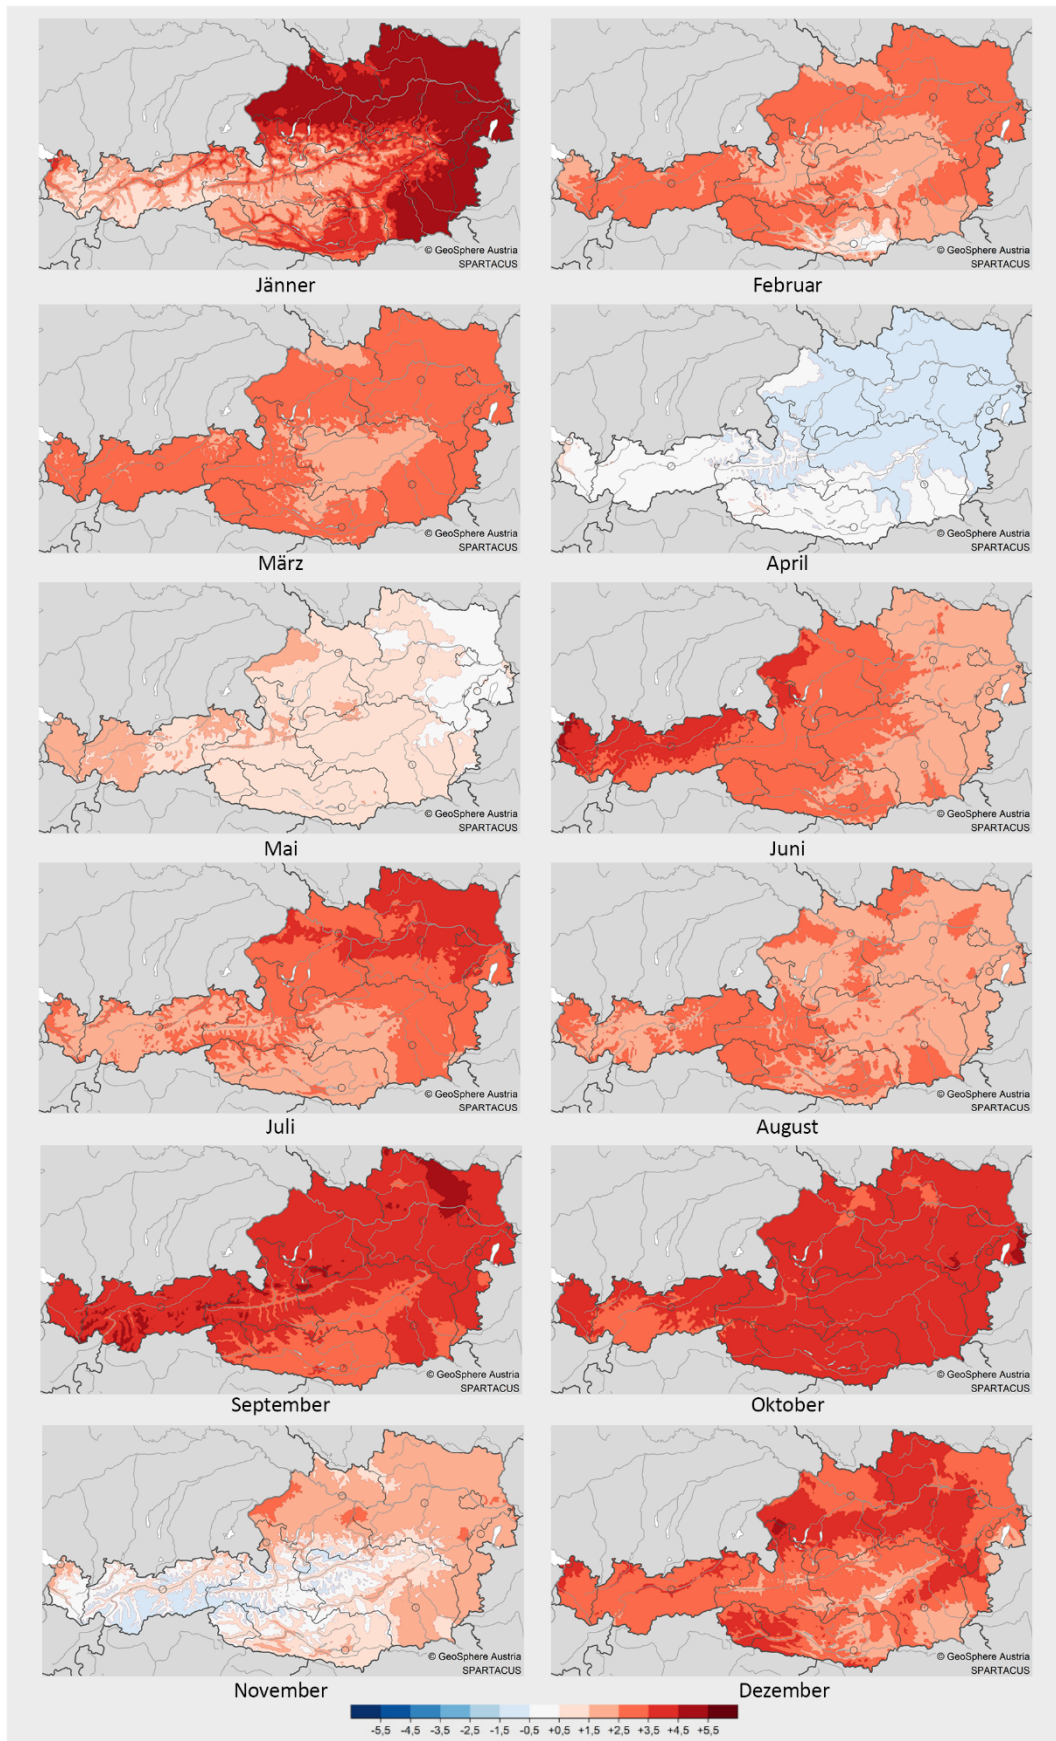 © GeoSphere Austria
SPARTACUS
© GeoSphere Austria
SPARTACUS
Jänner
Februar
© GeoSphere Austria
SPARTACUS
© GeoSphere Austria
SPARTACUS
März
April
© GeoSphere Austria
SPARTACUS
© GeoSphere Austria
SPARTACUS
Mai
Juni
© GeoSphere Austria
SPARTACUS
© GeoSphere Austria
SPARTACUS
Juli
August
© GeoSphere Austria
SPARTACUS
© GeoSphere Austria
SPARTACUS
September
Oktober
© GeoSphere Austria
SPARTACUS
© GeoSphere Austria
SPARTACUS
November
Dezember
-5,5 -4,5 -3,5 -2,5 -1,5 -0,5 +0,5 +1,5 +2,5 +3,5 +4,5 +5,5